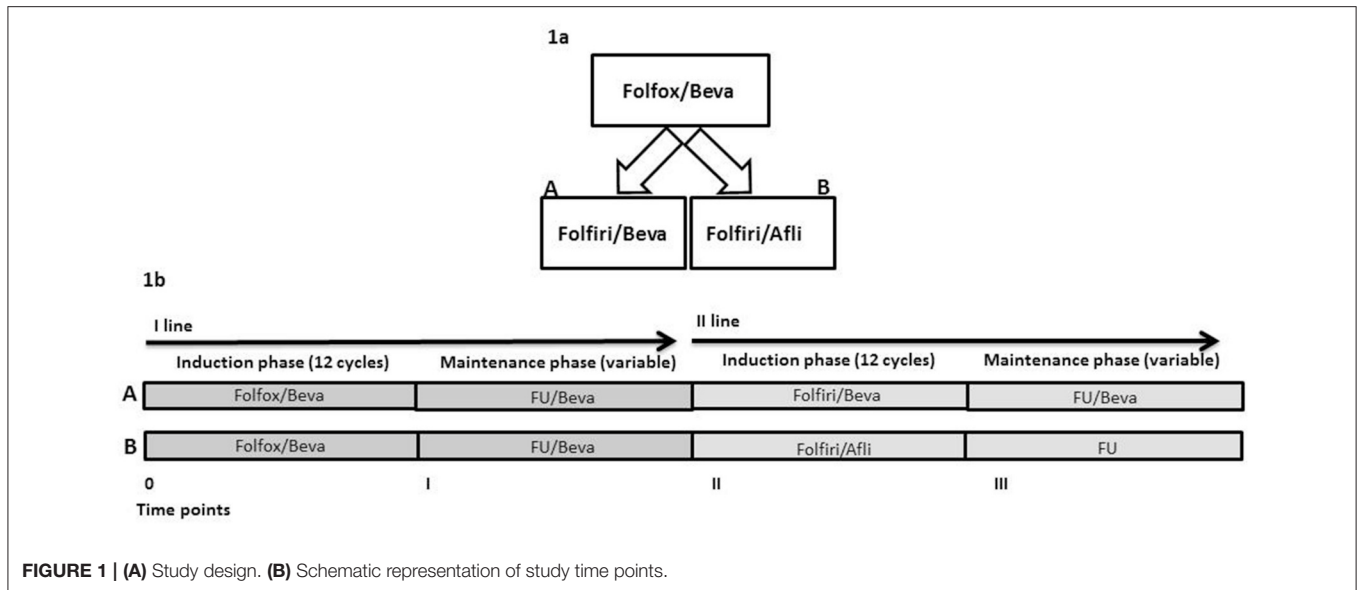 1a
Folfox/Beva
A B
Folfiri/Beva Folfiri/Afli
1b
I line II line
Induction phase (12 cycles) Maintenance phase (variable) Induction phase (12 cycles) Maintenance phase (variable)
A Folfox/Beva FU/Beva Folfiri/Beva FU/Beva
B Folfox/Beva FU/Beva Folfiri/Afli FU
0 I II III
Time points
FIGURE 1 | (A) Study design. (B) Schematic representation of study time points.